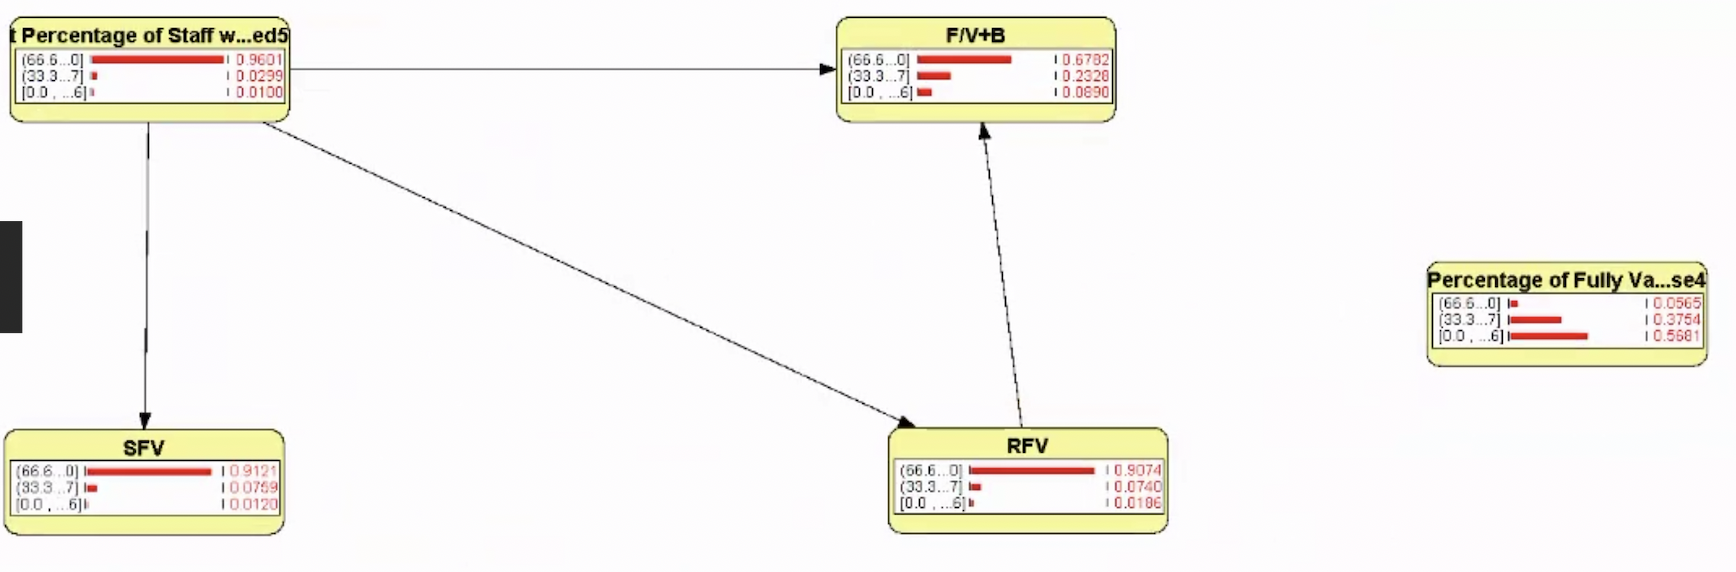 t Percentage of Staff w...ed5
(66.6...0] 0.9601
(33.3...7] 0.0299
[0.0 , ...6] 0.0100
F/V+B
(66.6...0] 0.6782
(33.3...7] 0.2328
[0.0 , ...6] 0.0890
Percentage of Fully Va...se4
(66.6...0] 0.0565
(33.3...7] 0.3754
[0.0 , ...6] 0.5681
SFV
(66.6...0] 0.9121
(33.3...7] 0.0759
[0.0 , ...6] 0.0120
RFV
(66.6...0] 0.9074
(33.3...7] 0.0740
[0.0 , ...6] 0.0186